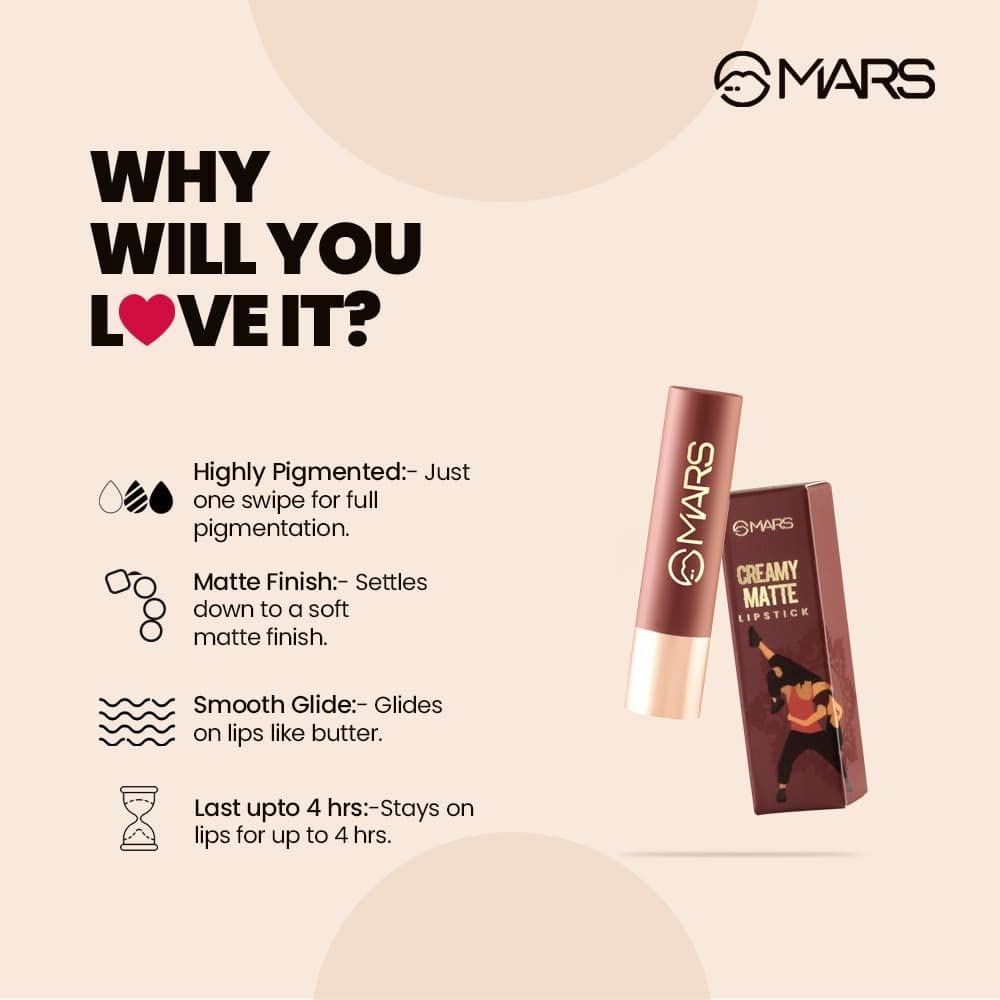 MARS
WHY
WILL YOU
L❤VE IT?
Highly Pigmented:- Just
one swipe for full
pigmentation.
Matte Finish:- Settles
down to a soft
matte finish.
Smooth Glide:- Glides
on lips like butter.
Last upto 4 hrs:-Stays on
lips for up to 4 hrs.
MARS
MARS
CREAMY
MATTE
LIPSTICK